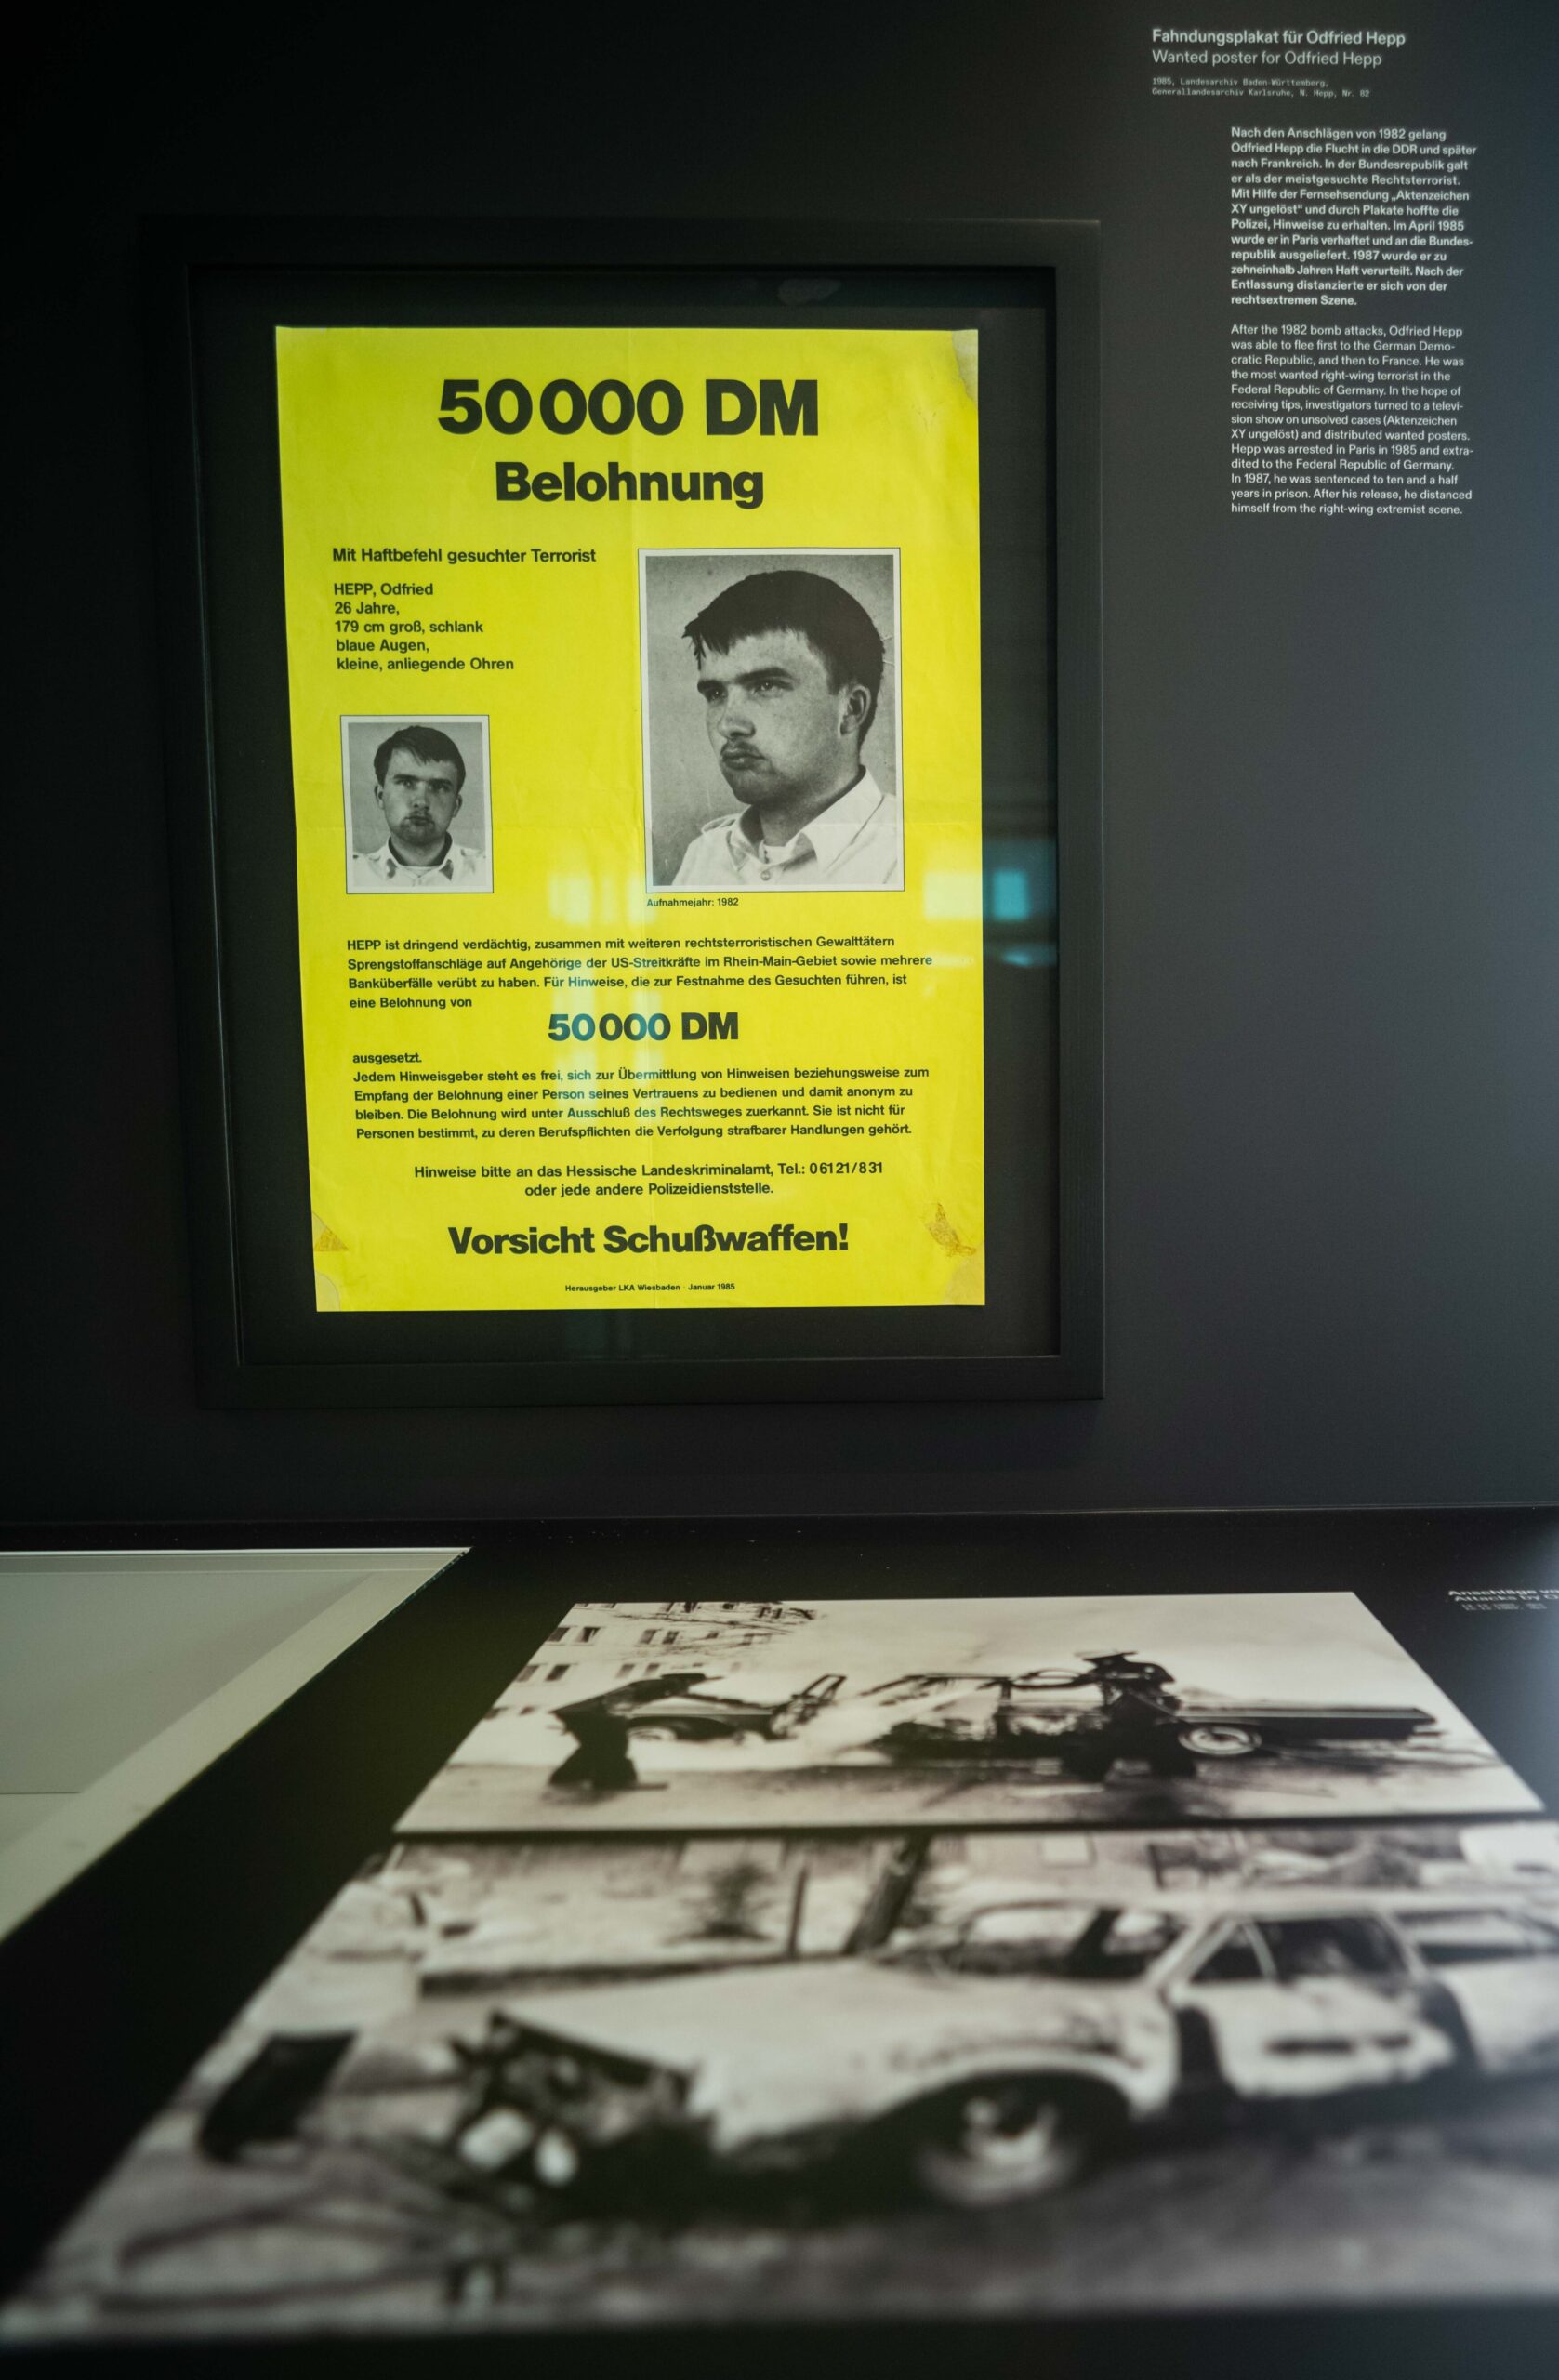 Fahndungsplakat für Odfried Hepp
Wanted poster for Odfried Hepp
1985, Landesarchiv Baden-Württemberg,
Generallandesarchiv Karlsruhe, N. Hepp, Nr. 82
Nach den Anschlägen von 1982 gelang
Odfried Hepp die Flucht in die DDR und später
nach Frankreich. In der Bundesrepublik galt
er als der meistgesuchte Rechtsterrorist.
Mit Hilfe der Fernsehsendung „Aktenzeichen
XY ungelöst“ und durch Plakate hoffte die
Polizei, Hinweise zu erhalten. Im April 1985
wurde er in Paris verhaftet und an die Bundes-
republik ausgeliefert. 1987 wurde er zu
zehneinhalb Jahren Haft verurteilt. Nach der
Entlassung distanzierte er sich von der
rechtsextremen Szene.
After the 1982 bomb attacks, Odfried Hepp
was able to flee first to the German Demo-
cratic Republic, and then to France. He was
the most wanted right-wing terrorist in the
Federal Republic of Germany. In the hope of
receiving tips, investigators turned to a televi-
sion show on unsolved cases (Aktenzeichen
XY ungelöst) and distributed wanted posters.
Hepp was arrested in Paris in 1985 and extra-
dited to the Federal Republic of Germany.
In 1987, he was sentenced to ten and a half
years in prison. After his release, he distanced
himself from the right-wing extremist scene.
50 000 DM
Belohnung
Mit Haftbefehl gesuchter Terrorist
HEPP, Odfried
26 Jahre,
179 cm groß, schlank
blaue Augen,
kleine, anliegende Ohren
Aufnahmejahr: 1982
HEPP ist dringend verdächtig, zusammen mit weiteren rechtsterroristischen Gewalttätern
Sprengstoffanschläge auf Angehörige der US-Streitkräfte im Rhein-Main-Gebiet sowie mehrere
Banküberfälle verübt zu haben. Für Hinweise, die zur Festnahme des Gesuchten führen, ist
eine Belohnung von
50 000 DM
ausgesetzt.
Jedem Hinweisgeber steht es frei, sich zur Übermittlung von Hinweisen beziehungsweise zum
Empfang der Belohnung einer Person seines Vertrauens zu bedienen und damit anonym zu
bleiben. Die Belohnung wird unter Ausschluß des Rechtsweges zuerkannt. Sie ist nicht für
Personen bestimmt, zu deren Berufspflichten die Verfolgung strafbarer Handlungen gehört.
Hinweise bitte an das Hessische Landeskriminalamt, Tel.: 0 61 21 / 8 31
oder jede andere Polizeidienststelle.
Vorsicht Schußwaffen!
Herausgeber LKA Wiesbaden · Januar 1985
Anschläge
Attacks by